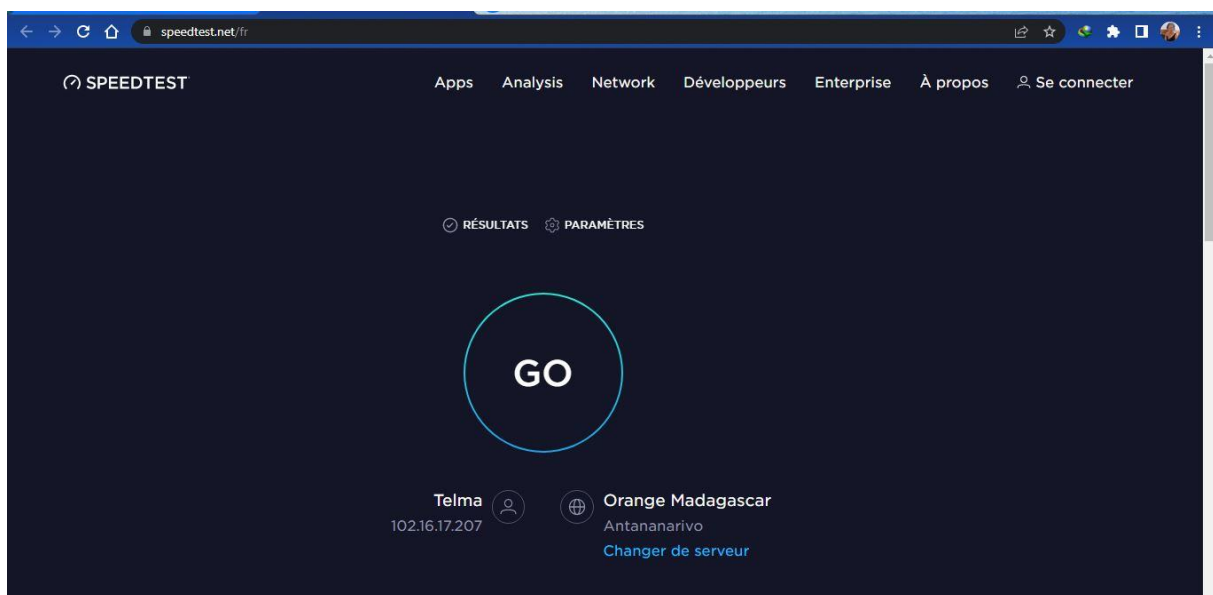 speedtest.net/fr
SPEEDTEST Apps Analysis Network Développeurs Enterprise À propos Se connecter
RÉSULTATS PARAMÈTRES
GO
Telma Orange Madagascar
102.16.17.207 Antananarivo
Changer de serveur